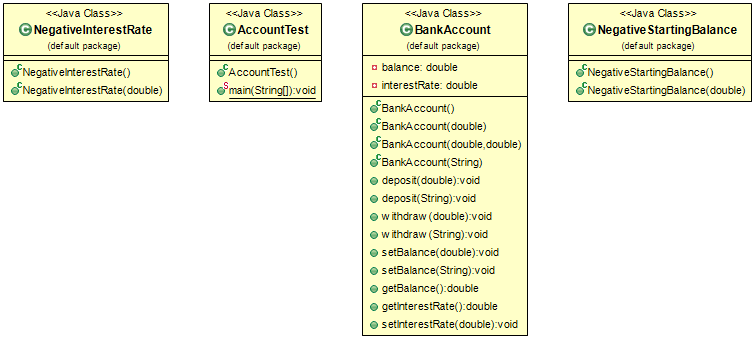 <<Java Class>>
NegativeInterestRate
(default package)
NegativeInterestRate()
NegativeInterestRate(double)
<<Java Class>>
AccountTest
(default package)
AccountTest()
main(String[]):void
<<Java Class>>
BankAccount
(default package)
balance: double
interestRate: double
BankAccount()
BankAccount(double)
BankAccount(double,double)
BankAccount(String)
deposit(double):void
deposit(String):void
withdraw(double):void
withdraw(String):void
setBalance(double):void
setBalance(String):void
getBalance():double
getInterestRate():double
setInterestRate(double):void
<<Java Class>>
NegativeStartingBalance
(default package)
NegativeStartingBalance()
NegativeStartingBalance(double)